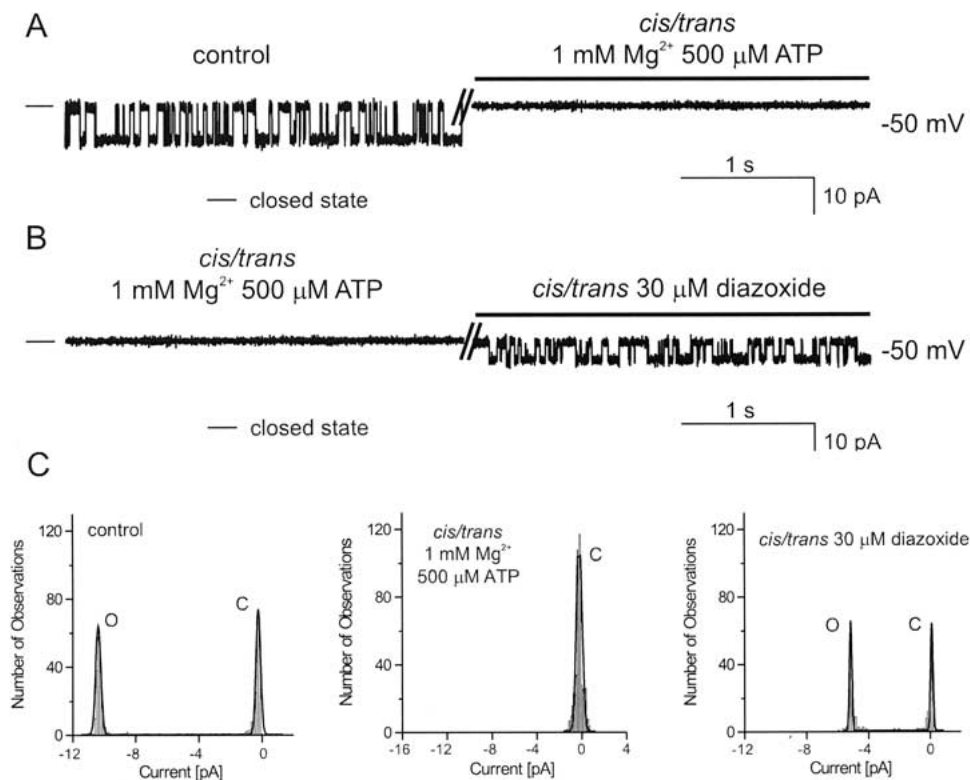 A
control
cis/trans
1 mM Mg²⁺ 500 μM ATP
-50 mV
1 s
10 pA
— closed state
B
cis/trans
1 mM Mg²⁺ 500 μM ATP
cis/trans 30 μM diazoxide
-50 mV
1 s
10 pA
— closed state
C
Number of Observations
120
80
40
0
control
O
C
-12
-8
-4
0
Current [pA]
Number of Observations
120
80
40
0
cis/trans
1 mM Mg²⁺
500 μM ATP
C
-16
-12
-8
-4
0
4
Current [pA]
Number of Observations
120
80
40
0
cis/trans 30 μM diazoxide
O
C
-12
-8
-4
0
Current [pA]